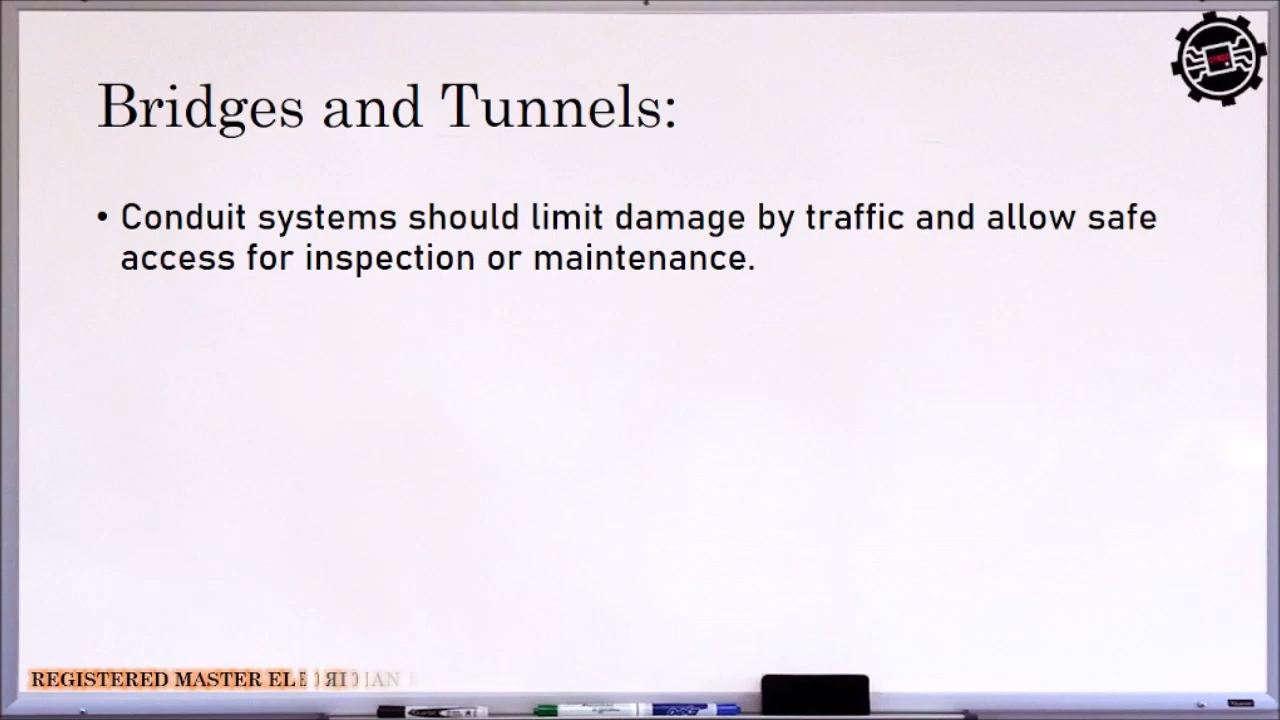 Bridges and Tunnels:
• Conduit systems should limit damage by traffic and allow safe
access for inspection or maintenance.
REGISTERED MASTER